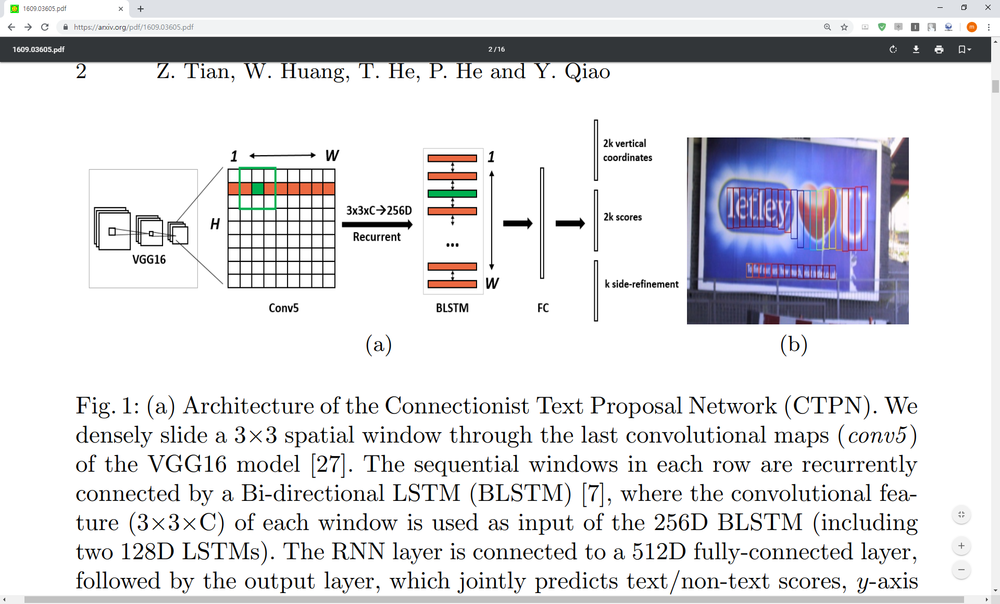 1609.03605.pdf
https://arxiv.org/pdf/1609.03605.pdf
m
1609.03605.pdf
2 / 16
2 Z. Tian, W. Huang, T. He, P. He and Y. Qiao
VGG16
1 W
H
Conv5
3x3xC→256D
Recurrent
1
...
W
BLSTM
FC
2k vertical
coordinates
2k scores
k side-refinement
(a)
Tetley U
(b)
Fig. 1: (a) Architecture of the Connectionist Text Proposal Network (CTPN). We
densely slide a 3×3 spatial window through the last convolutional maps (conv5)
of the VGG16 model [27]. The sequential windows in each row are recurrently
connected by a Bi-directional LSTM (BLSTM) [7], where the convolutional fea-
ture (3×3×C) of each window is used as input of the 256D BLSTM (including
two 128D LSTMs). The RNN layer is connected to a 512D fully-connected layer,
followed by the output layer, which jointly predicts text/non-text scores, y-axis